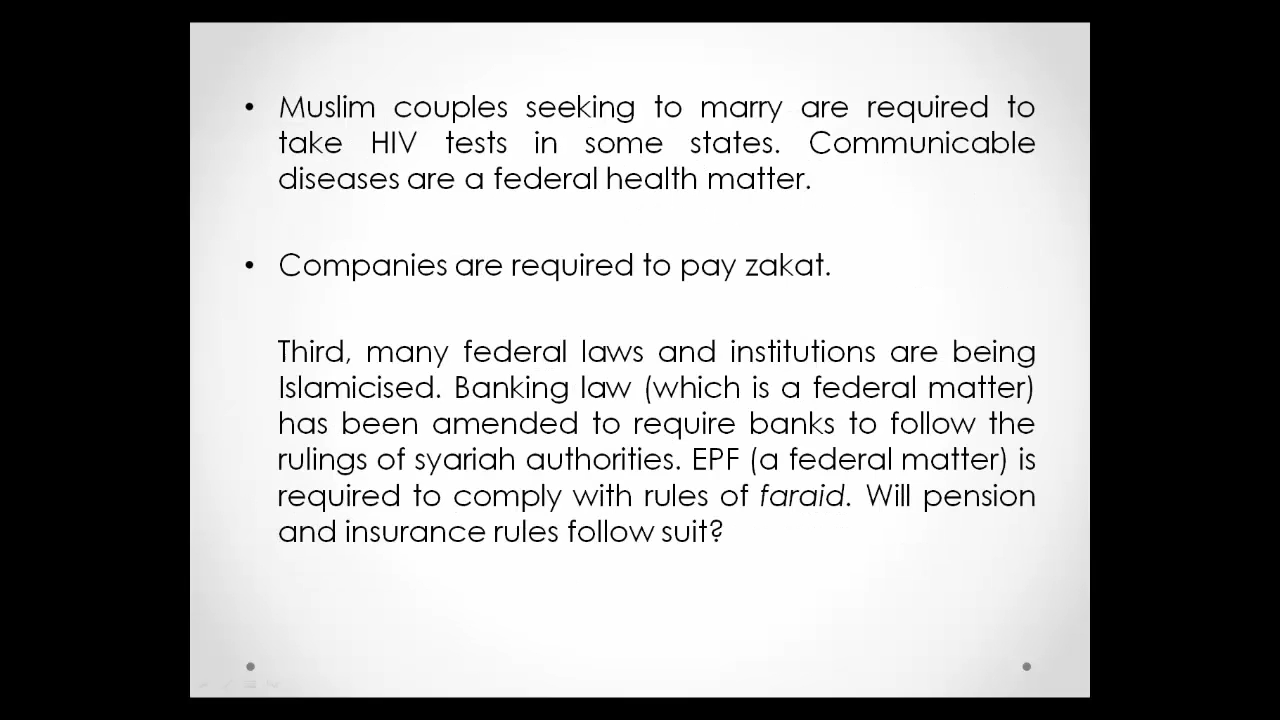 • Muslim couples seeking to marry are required to
take HIV tests in some states. Communicable
diseases are a federal health matter.
• Companies are required to pay zakat.
Third, many federal laws and institutions are being
Islamicised. Banking law (which is a federal matter)
has been amended to require banks to follow the
rulings of syariah authorities. EPF (a federal matter) is
required to comply with rules of faraid. Will pension
and insurance rules follow suit?